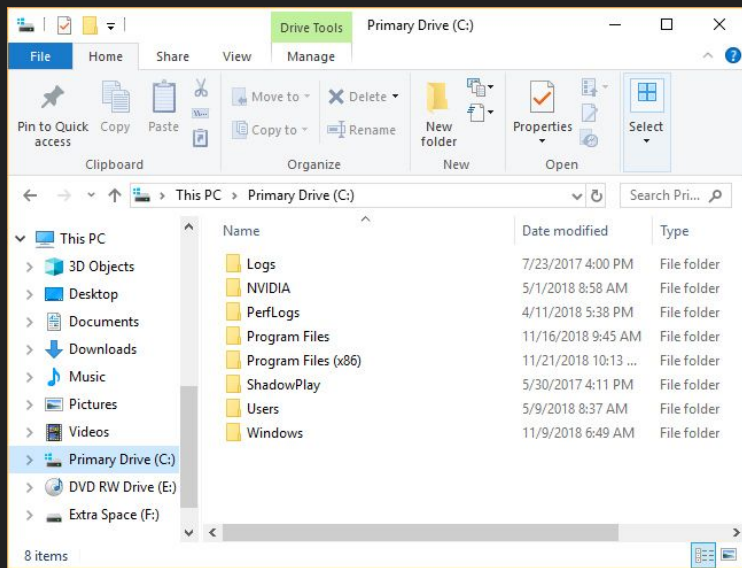 Drive Tools Primary Drive (C:)
File Home Share View Manage ?
Pin to Quick access
Copy
Paste
Clipboard
Move to
Copy to
Delete
Rename
Organize
New folder
New
Properties
Open
Select
This PC > Primary Drive (C:)
Search Pri...
This PC
3D Objects
Desktop
Documents
Downloads
Music
Pictures
Videos
Primary Drive (C:)
DVD RW Drive (E:)
Extra Space (F:)
Name Date modified Type
Logs 7/23/2017 4:00 PM File folder
NVIDIA 5/1/2018 8:58 AM File folder
PerfLogs 4/11/2018 5:38 PM File folder
Program Files 11/16/2018 9:45 AM File folder
Program Files (x86) 11/21/2018 10:13 ... File folder
ShadowPlay 5/30/2017 4:11 PM File folder
Users 5/9/2018 8:37 AM File folder
Windows 11/9/2018 6:49 AM File folder
8 items